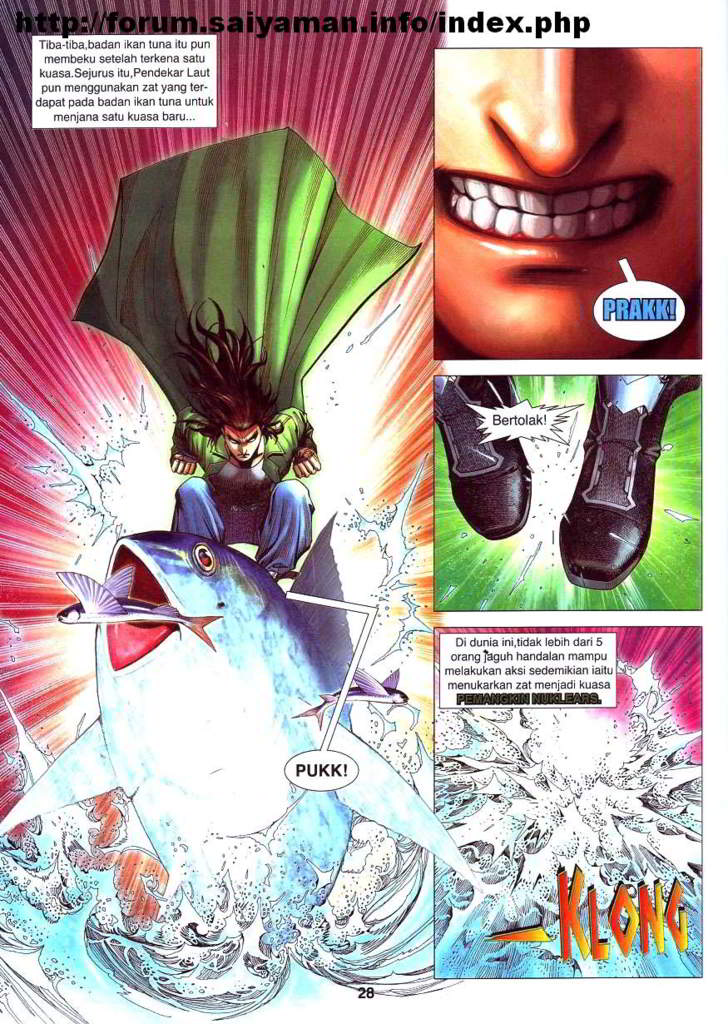 http://forum.saiyaman.info/index.php
Tiba-tiba,badan ikan tuna itu pun
membeku setelah terkena satu
kuasa.Sejurus itu,Pendekar Laut
pun menggunakan zat yang ter-
dapat pada badan ikan tuna untuk
menjana satu kuasa baru...
PRAKK!
Bertolak!
PUKK!
Di dunia ini,tidak lebih dari 5
orang jaguh handalan mampu
melakukan aksi sedemikian iaitu
menukarkan zat menjadi kuasa
PEMANGKIN NUKLEARS.
KLONG
28